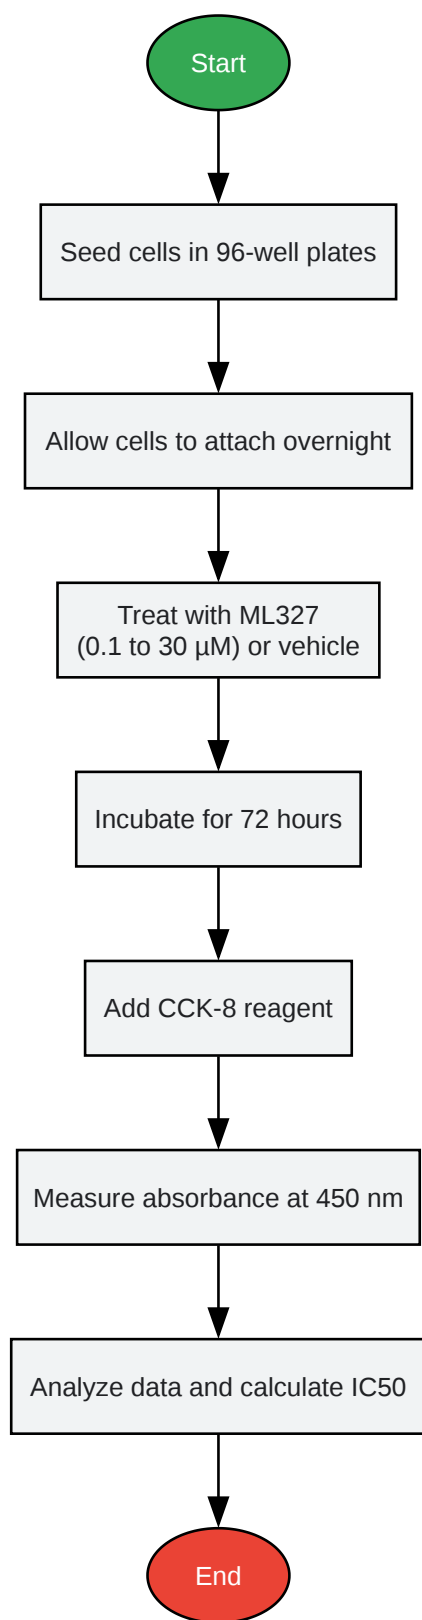 Start
Seed cells in 96-well plates
Allow cells to attach overnight
Treat with ML327
(0.1 to 30 µM) or vehicle
Incubate for 72 hours
Add CCK-8 reagent
Measure absorbance at 450 nm
Analyze data and calculate IC50
End